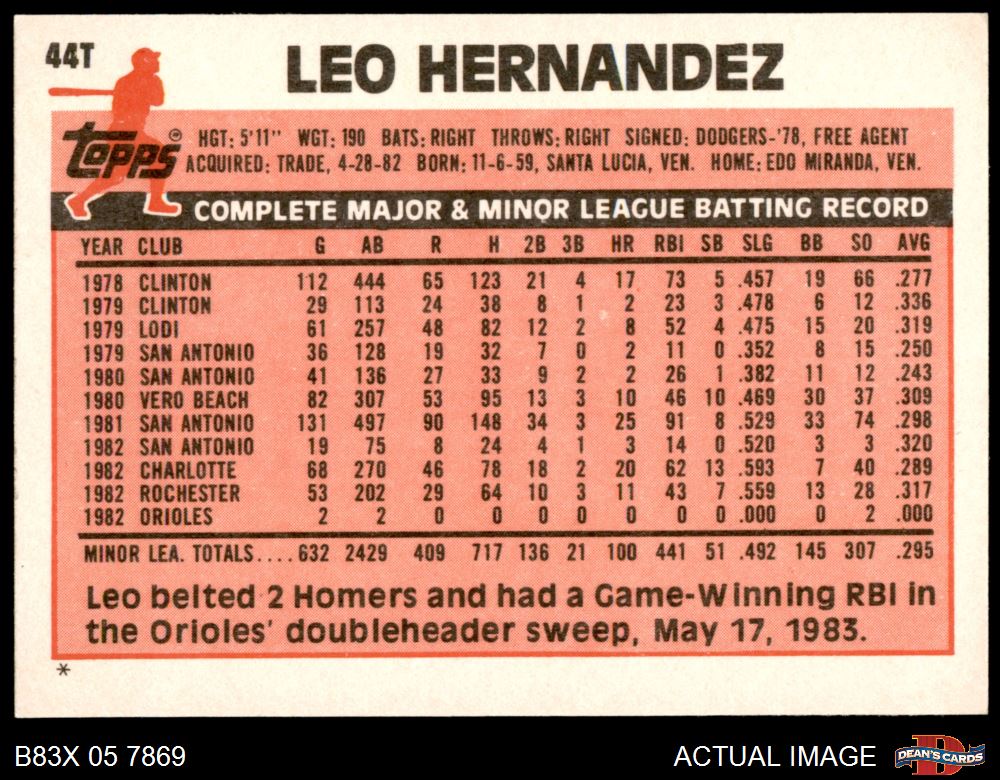 44T
LEO HERNANDEZ
topps ®
HGT: 5'11" WGT: 190 BATS: RIGHT THROWS: RIGHT SIGNED: DODGERS-'78, FREE AGENT
ACQUIRED: TRADE, 4-28-82 BORN: 11-6-59, SANTA LUCIA, VEN. HOME: EDO MIRANDA, VEN.
COMPLETE MAJOR & MINOR LEAGUE BATTING RECORD
YEAR CLUB G AB R H 2B 3B HR RBI SB SLG BB SO AVG
1978 CLINTON 112 444 65 123 21 4 17 73 5 .457 19 66 .277
1979 CLINTON 29 113 24 38 8 1 2 23 3 .478 6 12 .336
1979 LODI 61 257 48 82 12 2 8 52 4 .475 15 20 .319
1979 SAN ANTONIO 36 128 19 32 7 0 2 11 0 .352 8 15 .250
1980 SAN ANTONIO 41 136 27 33 9 2 2 26 1 .382 11 12 .243
1980 VERO BEACH 82 307 53 95 13 3 10 46 10 .469 30 37 .309
1981 SAN ANTONIO 131 497 90 148 34 3 25 91 8 .529 33 74 .298
1982 SAN ANTONIO 19 75 8 24 4 1 3 14 0 .520 3 3 .320
1982 CHARLOTTE 68 270 46 78 18 2 20 62 13 .593 7 40 .289
1982 ROCHESTER 53 202 29 64 10 3 11 43 7 .559 13 28 .317
1982 ORIOLES 2 2 0 0 0 0 0 0 0 .000 0 2 .000
MINOR LEA. TOTALS.... 632 2429 409 717 136 21 100 441 51 .492 145 307 .295
Leo belted 2 Homers and had a Game-Winning RBI in
the Orioles' doubleheader sweep, May 17, 1983.
*
B83X 05 7869
ACTUAL IMAGE
D
DEAN'S CARDS